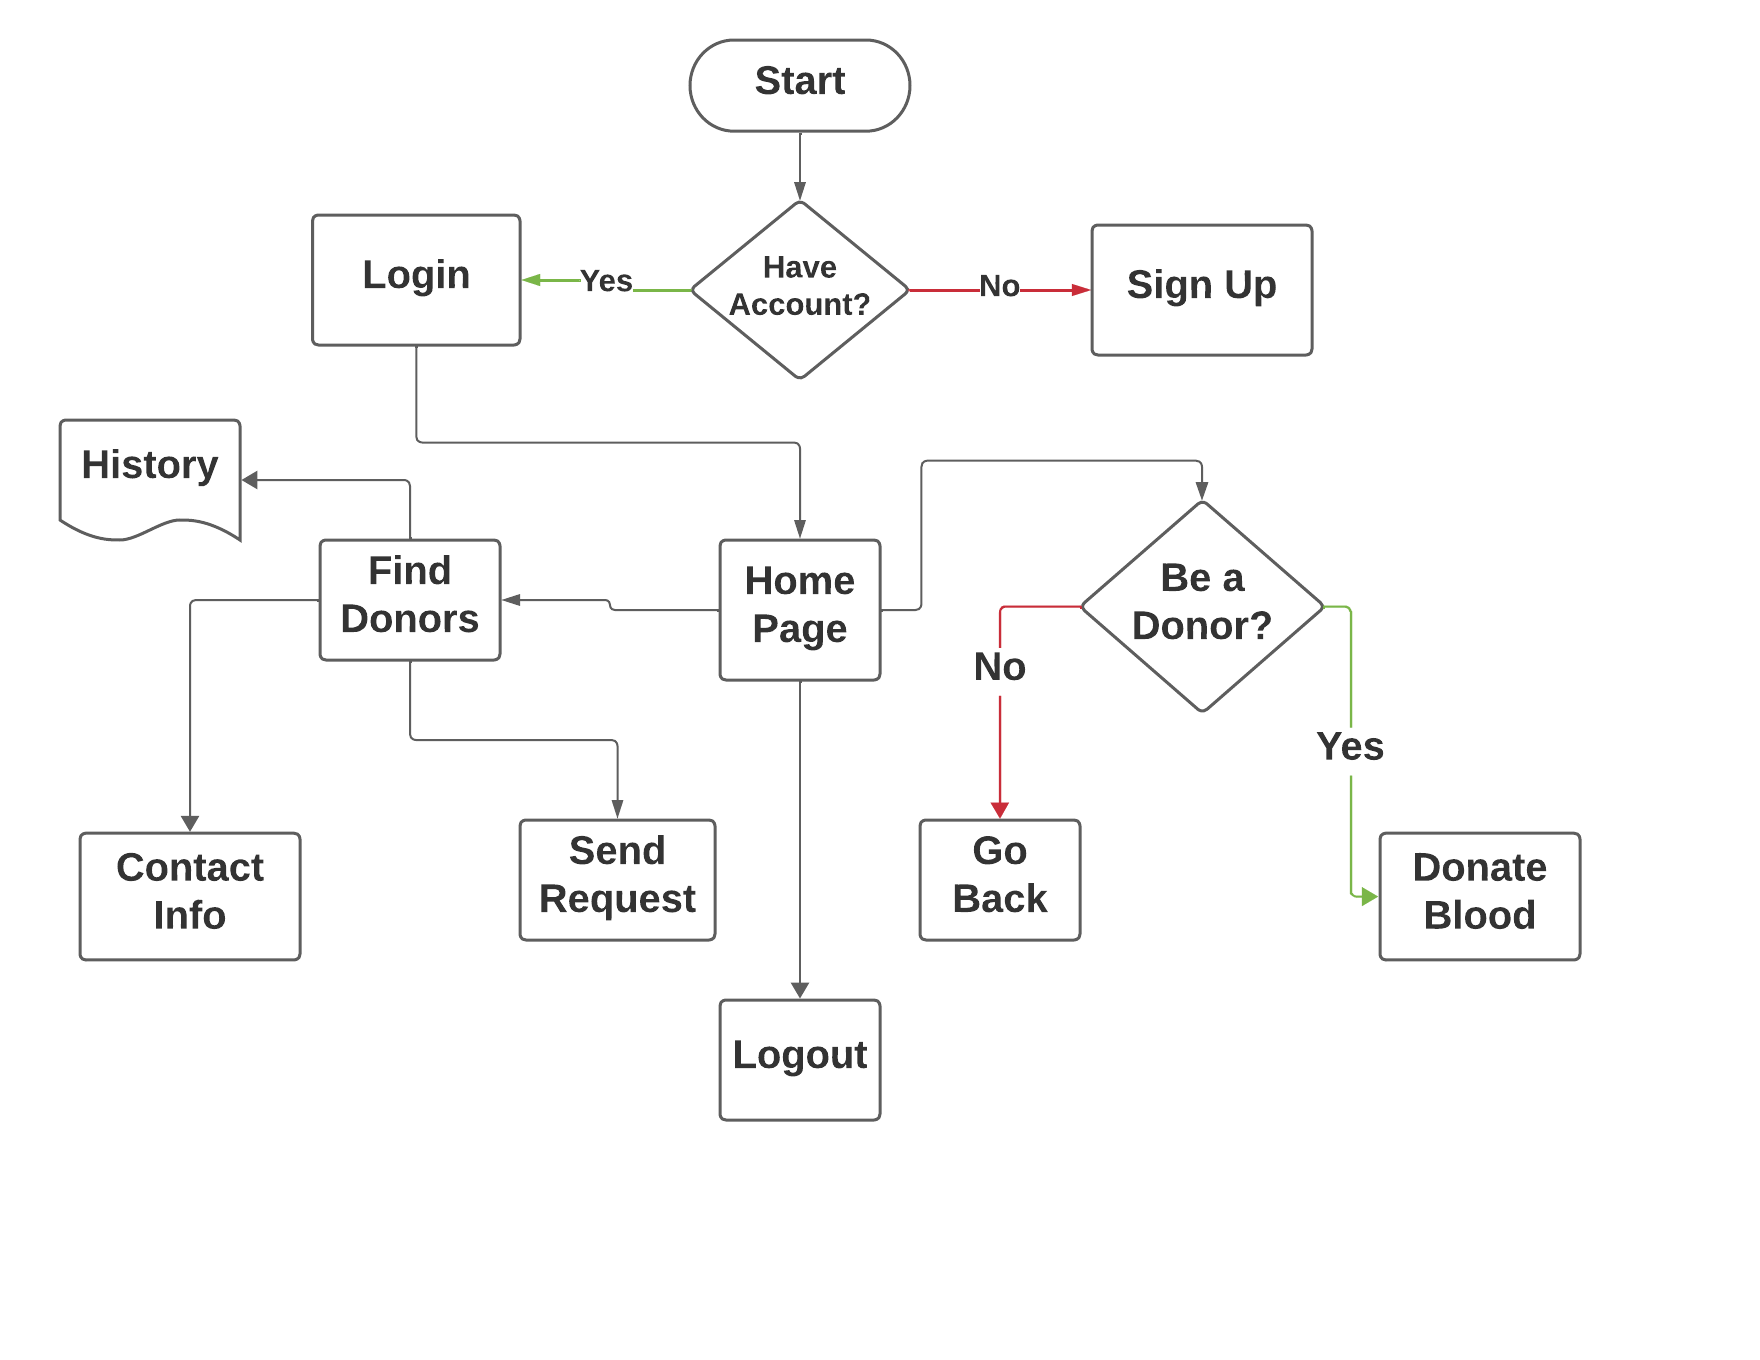 Start
Have
Account?
Yes
No
Login
Sign Up
History
Find
Donors
Home
Page
Be a
Donor?
No
Yes
Contact
Info
Send
Request
Go
Back
Donate
Blood
Logout